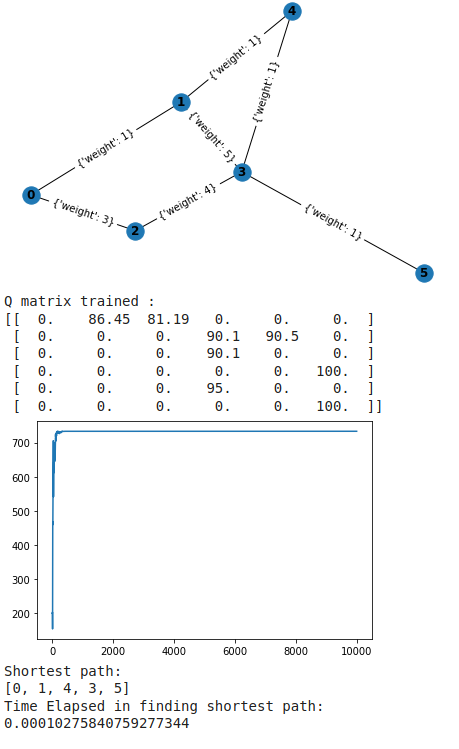 4
{'weight': 1}
{'weight': 1}
1
{'weight': 5}
{'weight': 1}
3
{'weight': 4}
0
{'weight': 3}
2
{'weight': 1}
5
Q matrix trained :
[[ 0. 86.45 81.19 0. 0. 0. ]
[ 0. 0. 0. 90.1 90.5 0. ]
[ 0. 0. 0. 90.1 0. 0. ]
[ 0. 0. 0. 0. 0. 100. ]
[ 0. 0. 0. 95. 0. 0. ]
[ 0. 0. 0. 0. 0. 100. ]]
700
600
500
400
300
200
0 2000 4000 6000 8000 10000
Shortest path:
[0, 1, 4, 3, 5]
Time Elapsed in finding shortest path:
0.00010275840759277344